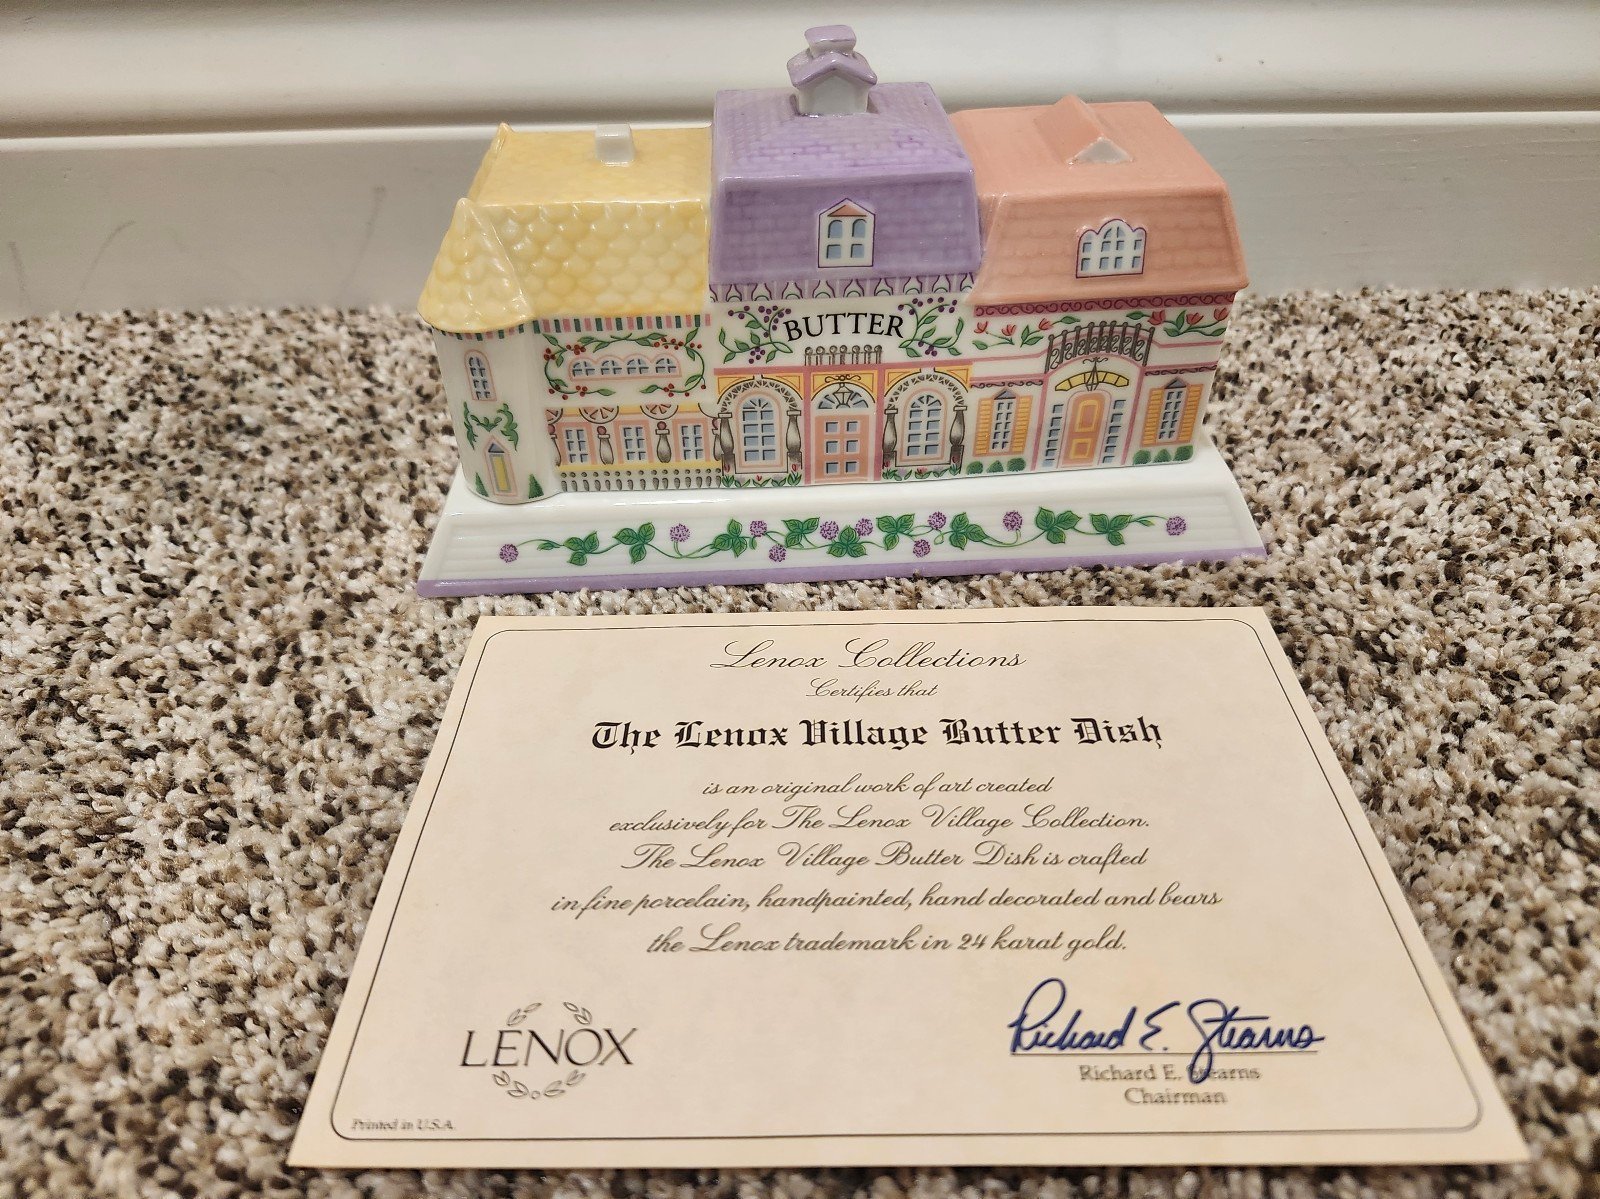 BUTTER
Lenox Collections
Certifies that
The Lenox Village Butter Dish
is an original work of art created
exclusively for The Lenox Village Collection.
The Lenox Village Butter Dish is crafted
in fine porcelain, handpainted, hand decorated and bears
the Lenox trademark in 24 karat gold.
LENOX
Richard E. Stearns
Richard E. Stearns
Chairman
Printed in U.S.A.